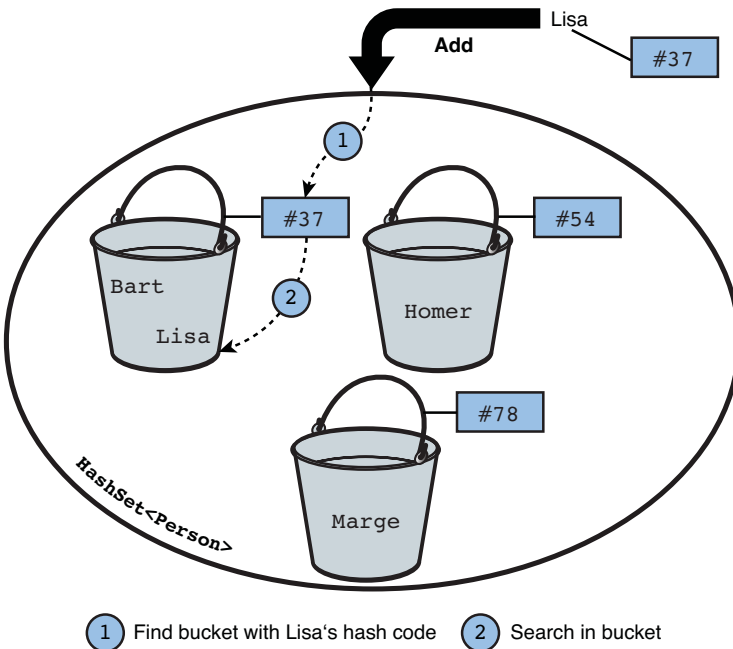 Lisa
Add
#37
1
#37
#54
Bart
2
Homer
Lisa
#78
HashSet<Person>
Marge
1 Find bucket with Lisa‘s hash code 2 Search in bucket